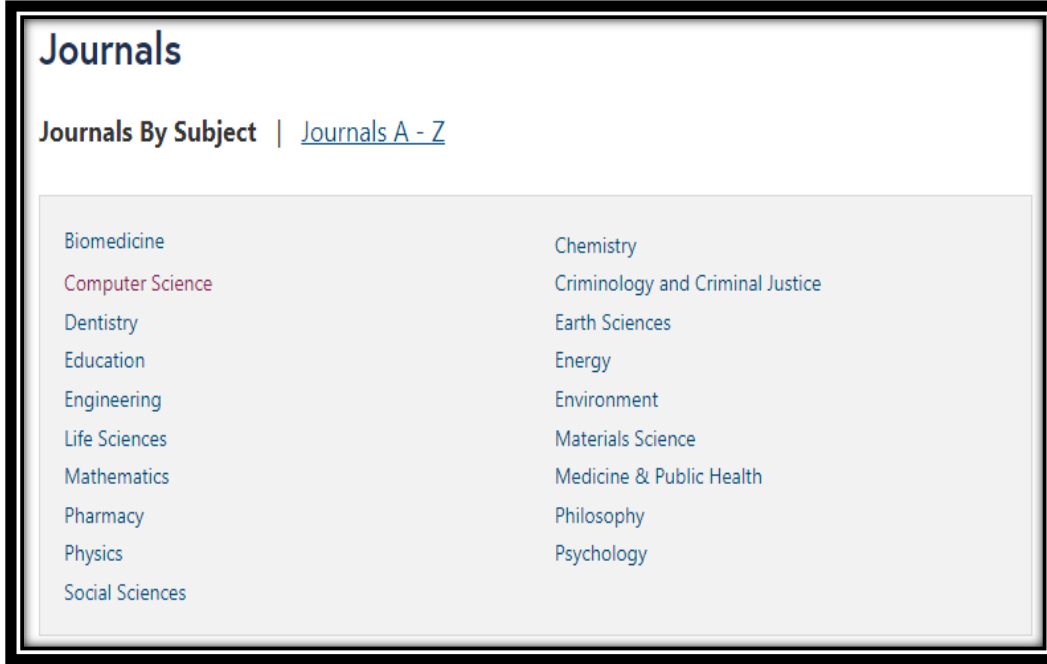 Journals
Journals By Subject | Journals A - Z
Biomedicine
Computer Science
Dentistry
Education
Engineering
Life Sciences
Mathematics
Pharmacy
Physics
Social Sciences
Chemistry
Criminology and Criminal Justice
Earth Sciences
Energy
Environment
Materials Science
Medicine & Public Health
Philosophy
Psychology